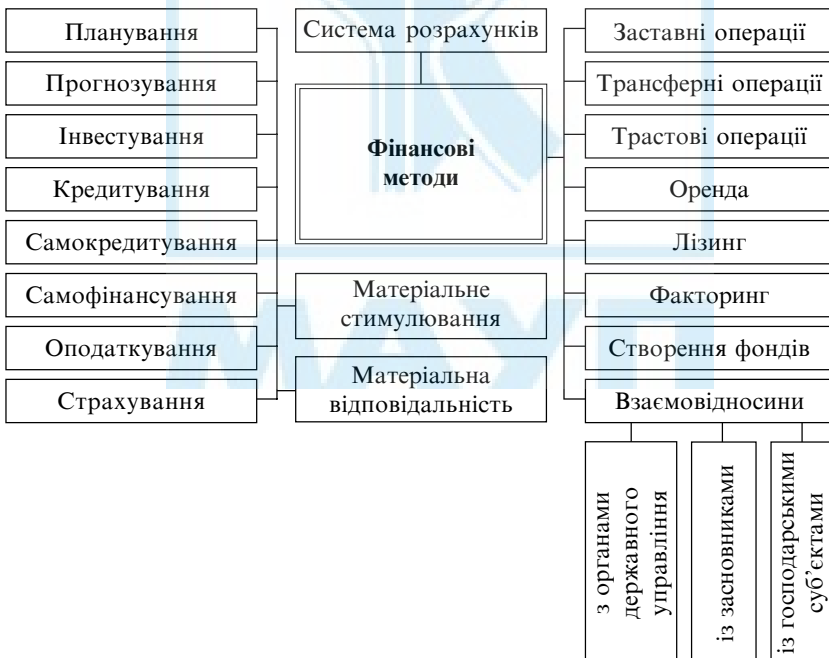 Планування
Прогнозування
Інвестування
Кредитування
Самокредитування
Самофінансування
Оподаткування
Страхування
Система розрахунків
Фінансові
методи
Матеріальне
стимулювання
Матеріальна
відповідальність
Заставні операції
Трансферні операції
Трастові операції
Оренда
Лізинг
Факторинг
Створення фондів
Взаємовідносини
з органами
державного
управління
із засновниками
із господарськими
суб’єктами
МАУП